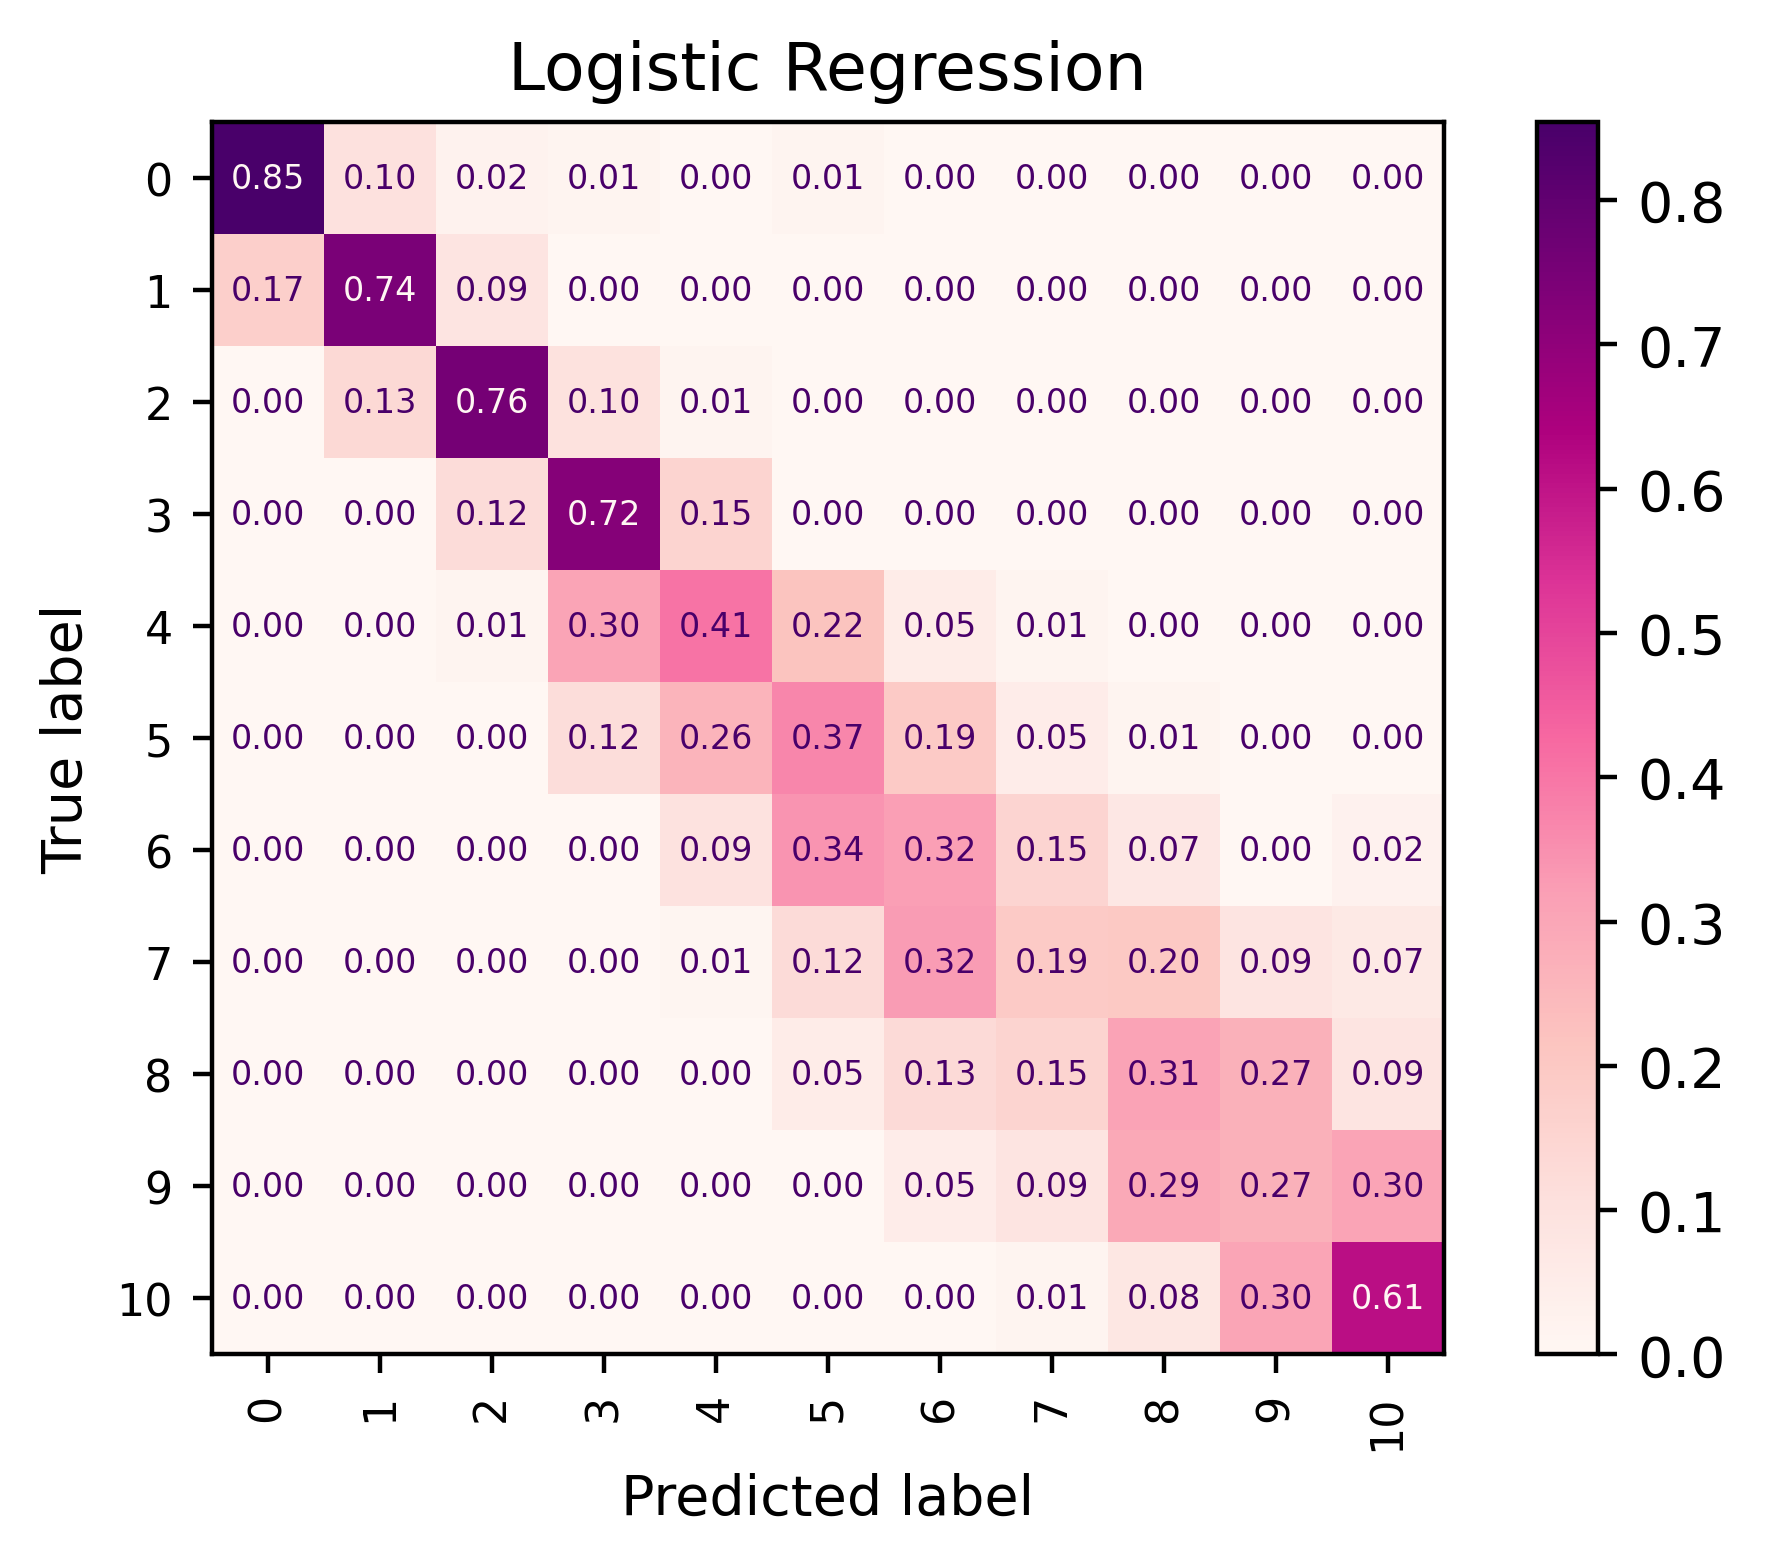 Logistic Regression
0 0.85 0.10 0.02 0.01 0.00 0.01 0.00 0.00 0.00 0.00 0.00
1 0.17 0.74 0.09 0.00 0.00 0.00 0.00 0.00 0.00 0.00 0.00
2 0.00 0.13 0.76 0.10 0.01 0.00 0.00 0.00 0.00 0.00 0.00
3 0.00 0.00 0.12 0.72 0.15 0.00 0.00 0.00 0.00 0.00 0.00
4 0.00 0.00 0.01 0.30 0.41 0.22 0.05 0.01 0.00 0.00 0.00
5 0.00 0.00 0.00 0.12 0.26 0.37 0.19 0.05 0.01 0.00 0.00
6 0.00 0.00 0.00 0.00 0.09 0.34 0.32 0.15 0.07 0.00 0.02
7 0.00 0.00 0.00 0.00 0.01 0.12 0.32 0.19 0.20 0.09 0.07
8 0.00 0.00 0.00 0.00 0.00 0.05 0.13 0.15 0.31 0.27 0.09
9 0.00 0.00 0.00 0.00 0.00 0.00 0.05 0.09 0.29 0.27 0.30
10 0.00 0.00 0.00 0.00 0.00 0.00 0.00 0.01 0.08 0.30 0.61
0 1 2 3 4 5 6 7 8 9 10
Predicted label
True label
0.8
0.7
0.6
0.5
0.4
0.3
0.2
0.1
0.0